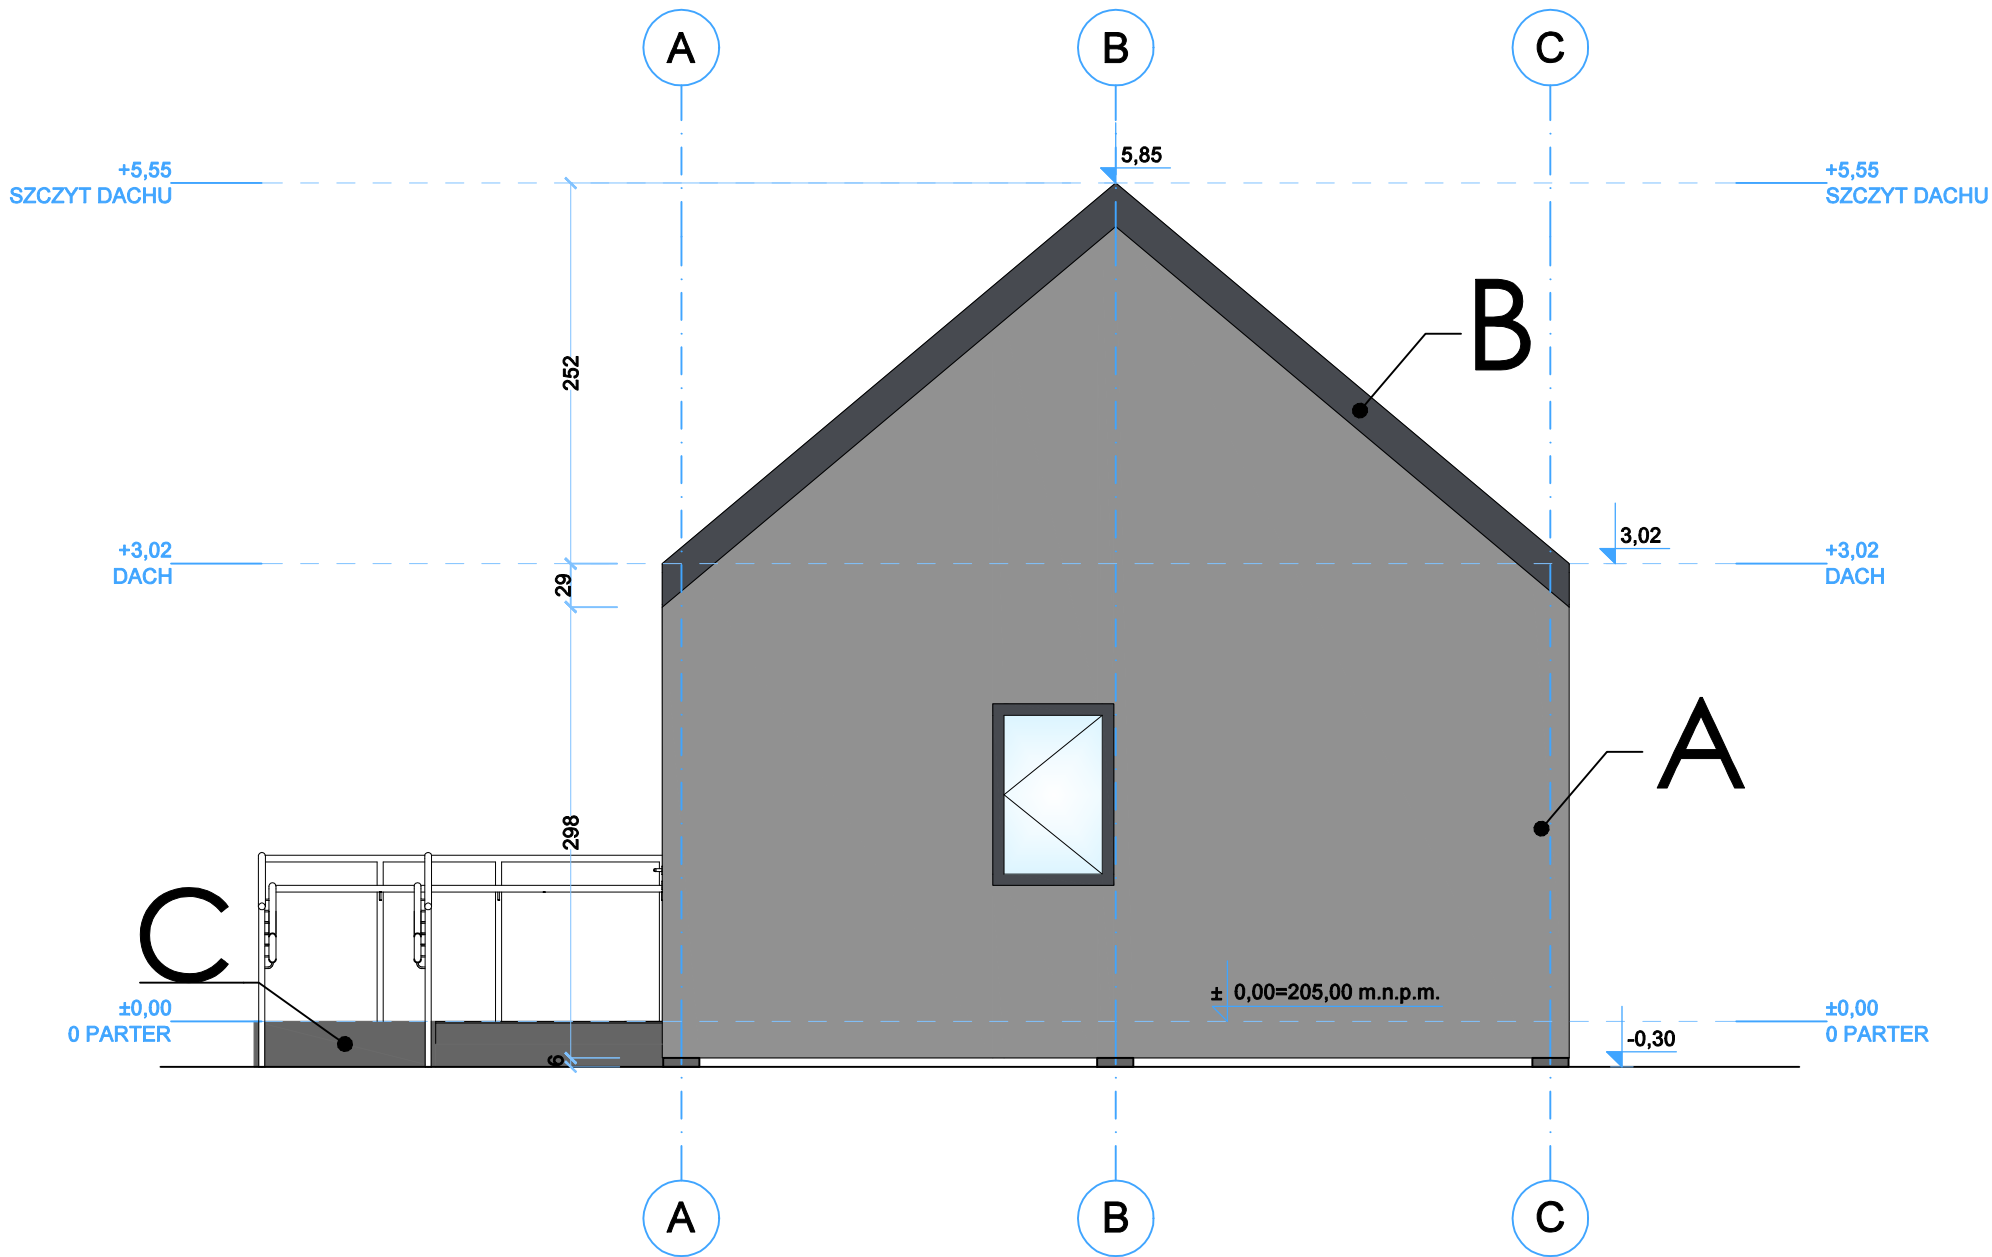 A
B
C
5,85
+5,55
SZCZYT DACHU
+5,55
SZCZYT DACHU
B
252
3,02
+3,02
DACH
+3,02
DACH
29
A
298
C
± 0,00=205,00 m.n.p.m.
±0,00
0 PARTER
±0,00
0 PARTER
-0,30
6
A
B
C